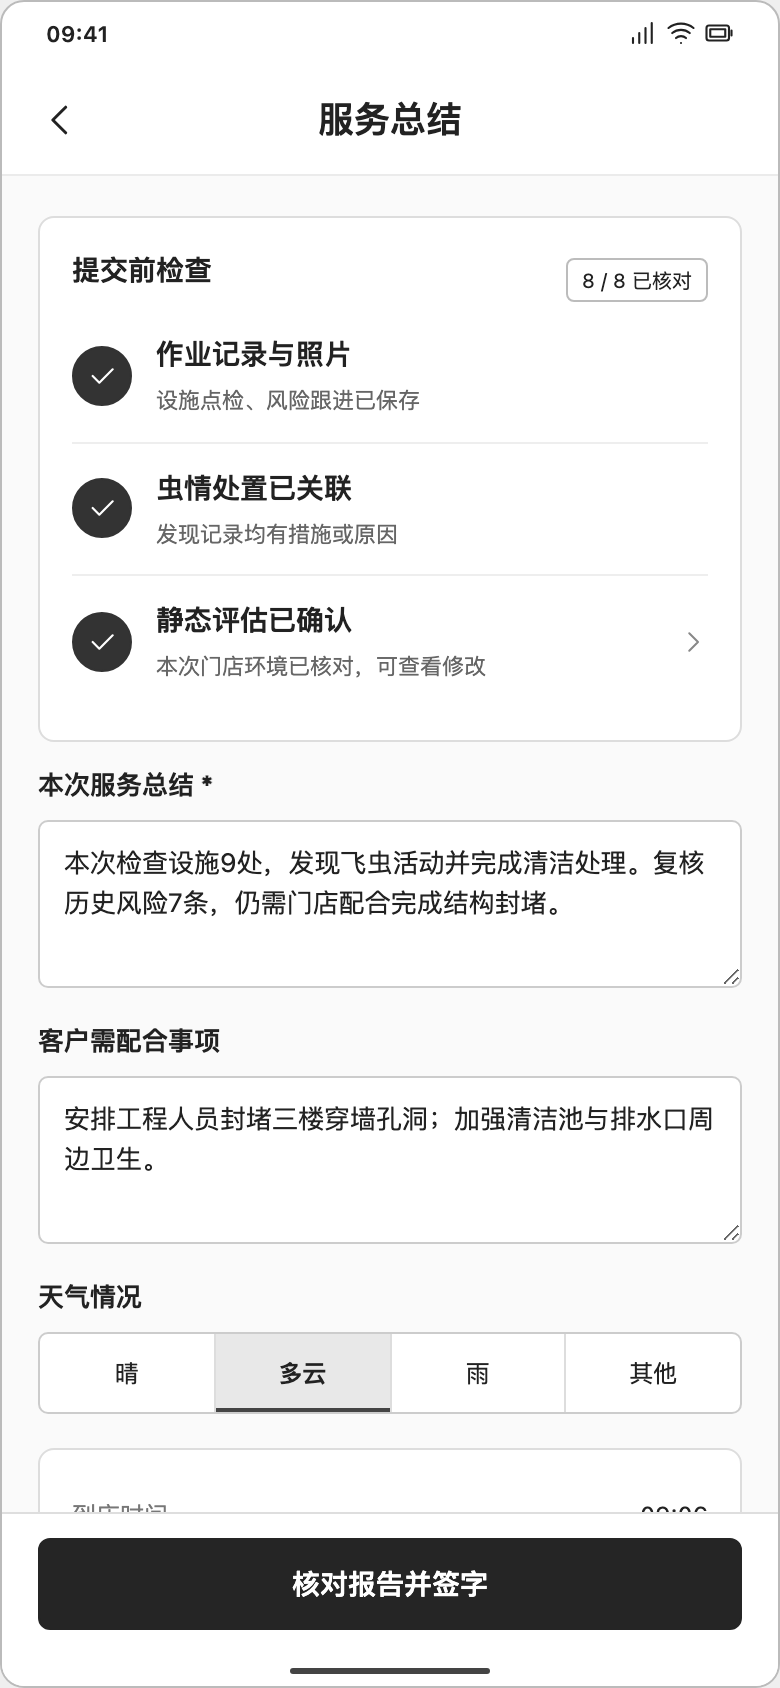 09:41
服务总结
提交前检查
8 / 8 已核对
作业记录与照片
设施点检、风险跟进已保存
虫情处置已关联
发现记录均有措施或原因
静态评估已确认
本次门店环境已核对，可查看修改
本次服务总结 *
本次检查设施9处，发现飞虫活动并完成清洁处理。复核
历史风险7条，仍需门店配合完成结构封堵。
客户需配合事项
安排工程人员封堵三楼穿墙孔洞；加强清洁池与排水口周
边卫生。
天气情况
晴
多云
雨
其他
到店时间
核对报告并签字